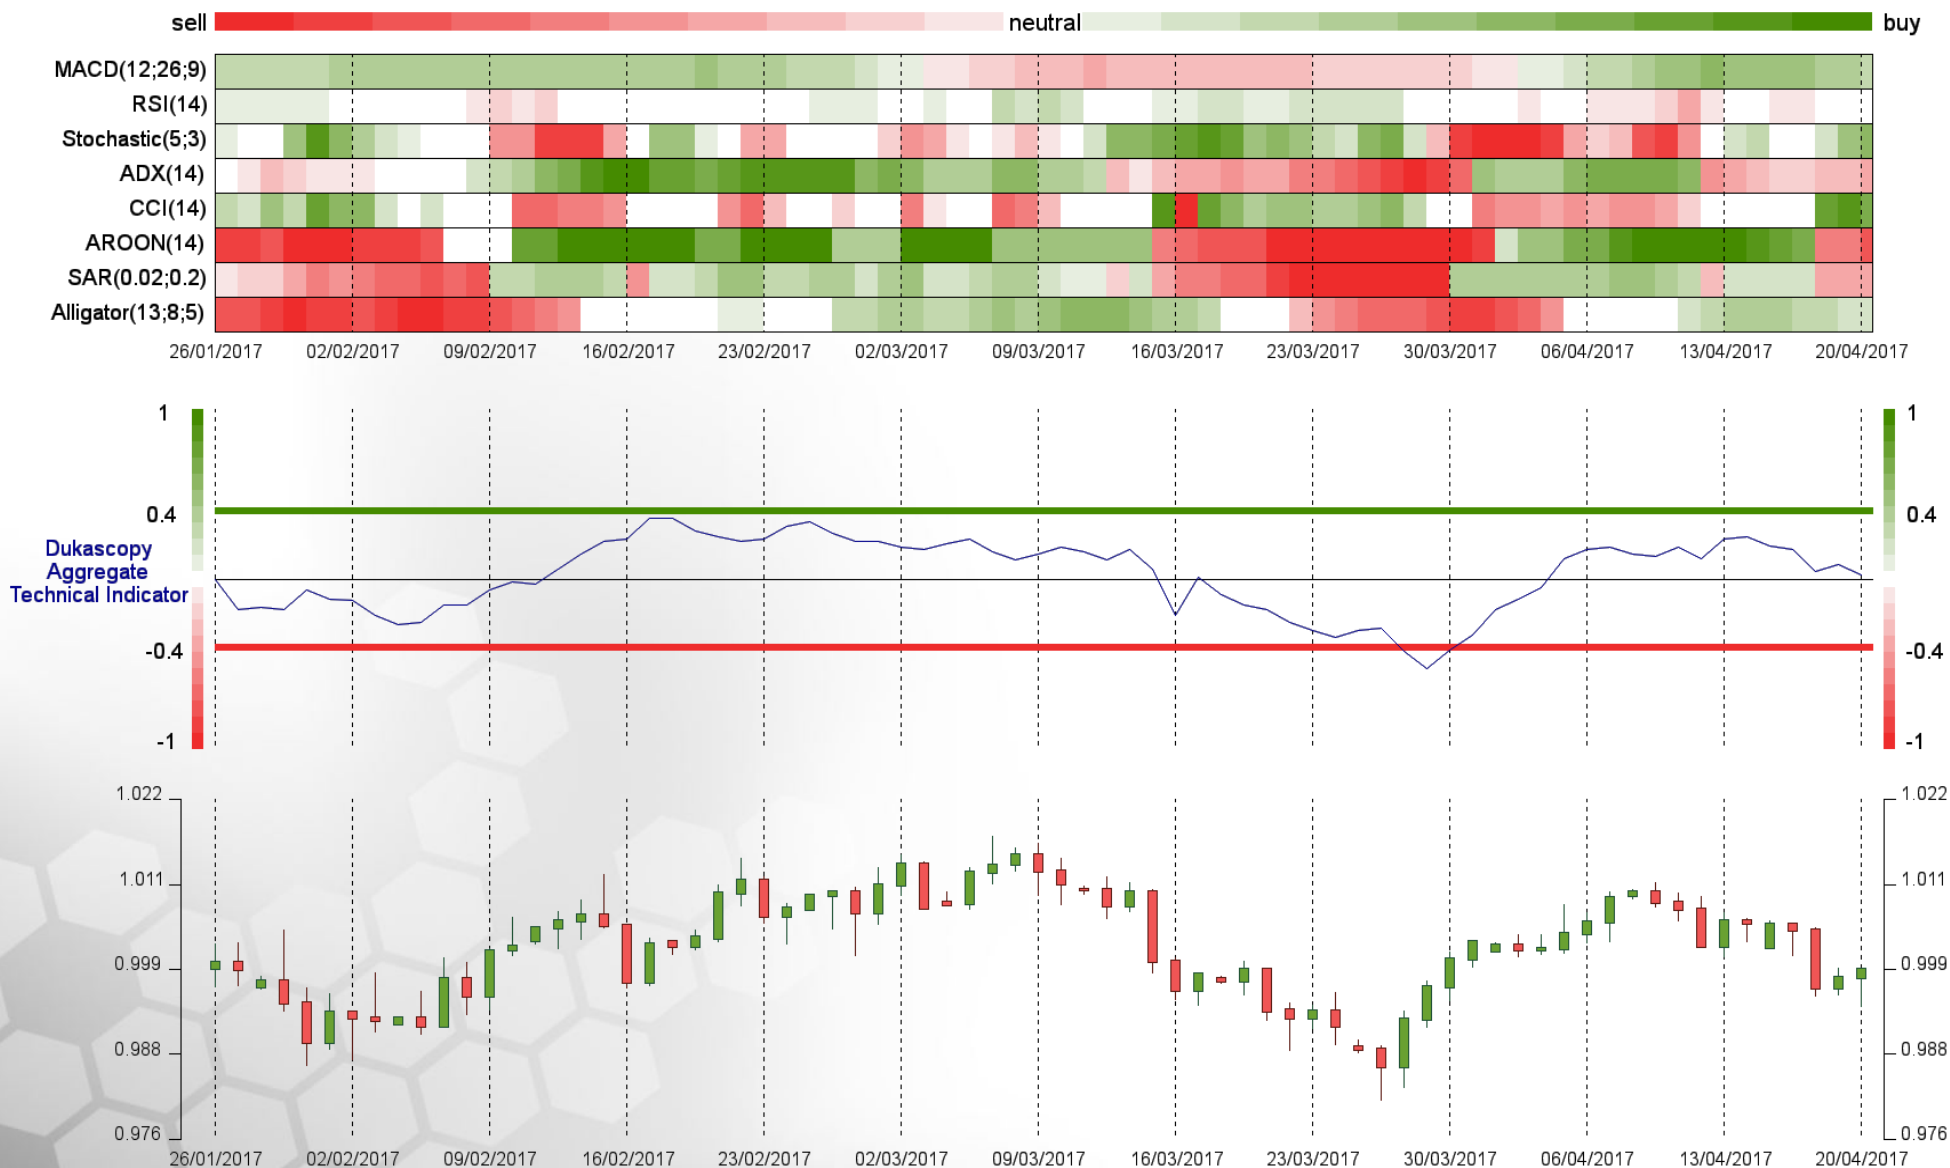 sell neutral buy
MACD(12;26;9)
RSI(14)
Stochastic(5;3)
ADX(14)
CCI(14)
AROON(14)
SAR(0.02;0.2)
Alligator(13;8;5)
26/01/2017 02/02/2017 09/02/2017 16/02/2017 23/02/2017 02/03/2017 09/03/2017 16/03/2017 23/03/2017 30/03/2017 06/04/2017 13/04/2017 20/04/2017
1 1
0.4 0.4
Dukascopy
Aggregate
Technical Indicator
-0.4 -0.4
-1 -1
1.022 1.022
1.011 1.011
0.999 0.999
0.988 0.988
0.976 0.976
26/01/2017 02/02/2017 09/02/2017 16/02/2017 23/02/2017 02/03/2017 09/03/2017 16/03/2017 23/03/2017 30/03/2017 06/04/2017 13/04/2017 20/04/2017